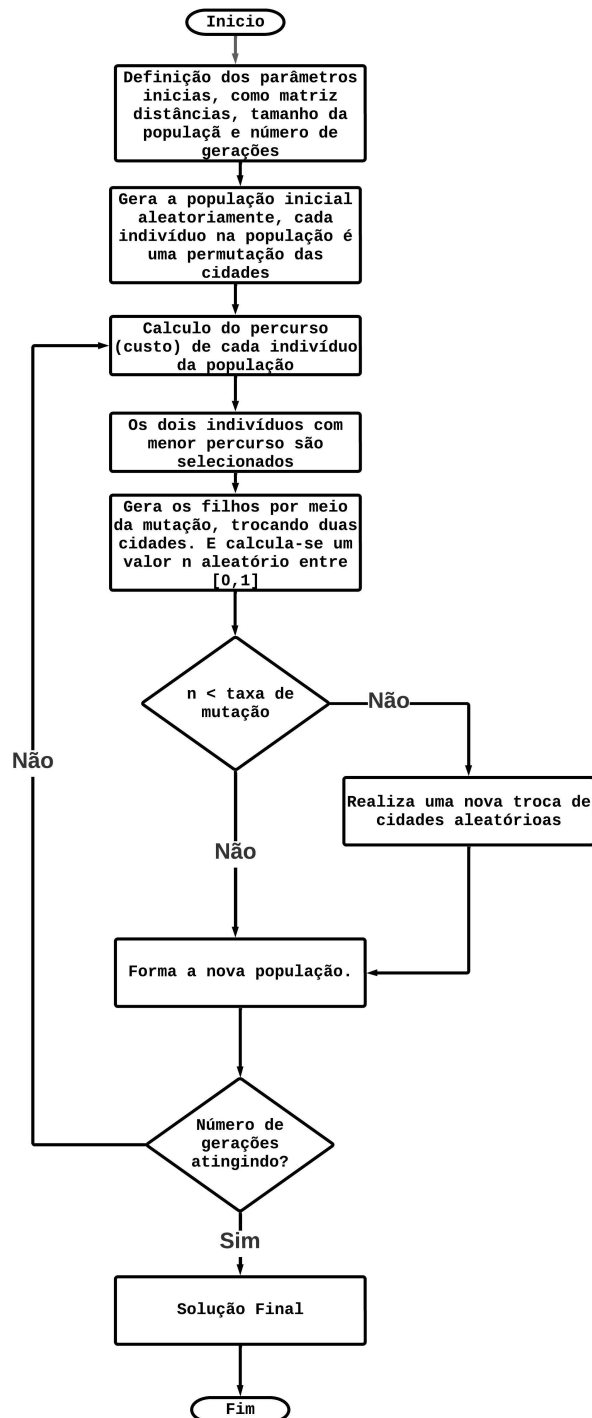 Inicio
Definição dos parâmetros
inicias, como matriz
distâncias, tamanho da
populaçã e número de
gerações
Gera a população inicial
aleatoriamente, cada
indivíduo na população é
uma permutação das
cidades
Calculo do percurso
(custo) de cada indivíduo
da população
Os dois indivíduos com
menor percurso são
selecionados
Gera os filhos por meio
da mutação, trocando duas
cidades. E calcula-se um
valor n aleatório entre
[0,1]
n < taxa de
mutação
Não
Realiza uma nova troca de
cidades aleatórioas
Não
Não
Forma a nova população.
Número de
gerações
atingindo?
Sim
Solução Final
Fim